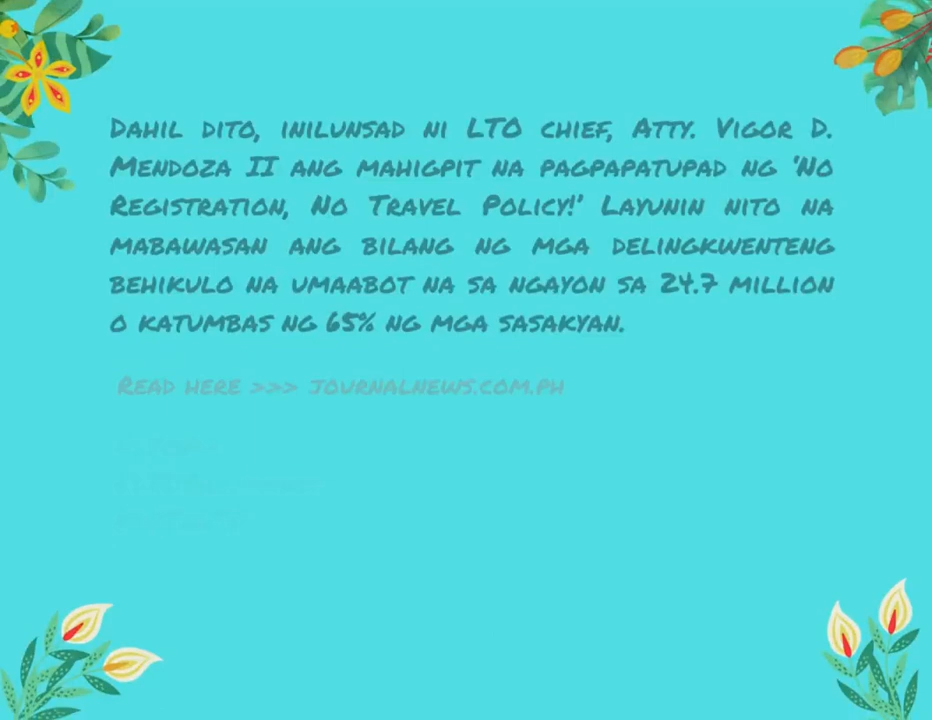 Dahil dito, inilunsad ni LTO chief, Atty. Vigor D.
Mendoza II ang mahigpit na pagpapatupad ng 'No
Registration, No Travel Policy!' Layunin nito na
mabawasan ang bilang ng mga delingkwenteng
behikulo na umaabot na sa ngayon sa 24.7 million
o katumbas ng 65% ng mga sasakyan.
Read here >>> journalnews.com.ph